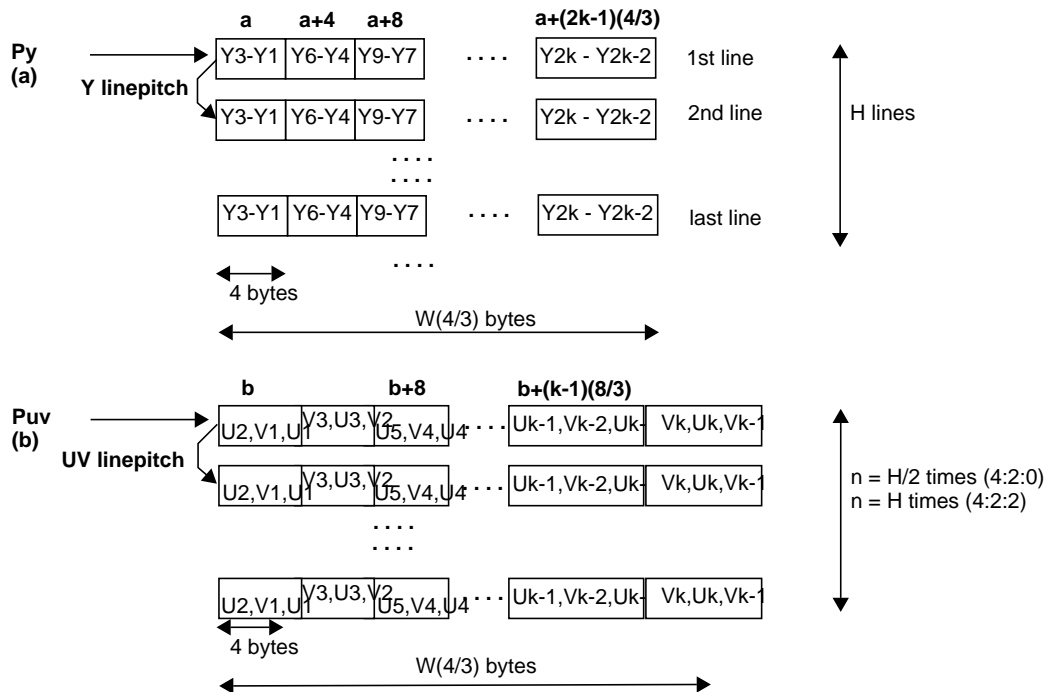 a a+4 a+8 a+(2k-1)(4/3)
Py Y3-Y1 Y6-Y4 Y9-Y7 . . . . Y2k - Y2k-2 1st line
(a)
Y linepitch
Y3-Y1 Y6-Y4 Y9-Y7 . . . . Y2k - Y2k-2 2nd line H lines
. . . .
. . . .
Y3-Y1 Y6-Y4 Y9-Y7 . . . . Y2k - Y2k-2 last line
. . . .
4 bytes
W(4/3) bytes
b b+8 b+(k-1)(8/3)
Puv U2,V1,U1 V3,U3,V2 U5,V4,U4 . . . . Uk-1,Vk-2,Uk- Vk,Uk,Vk-1
(b)
UV linepitch
U2,V1,U1 V3,U3,V2 U5,V4,U4 . . . . Uk-1,Vk-2,Uk- Vk,Uk,Vk-1
n = H/2 times (4:2:0)
n = H times (4:2:2)
. . . .
. . . .
U2,V1,U1 V3,U3,V2 U5,V4,U4 . . . . Uk-1,Vk-2,Uk- Vk,Uk,Vk-1
4 bytes
W(4/3) bytes